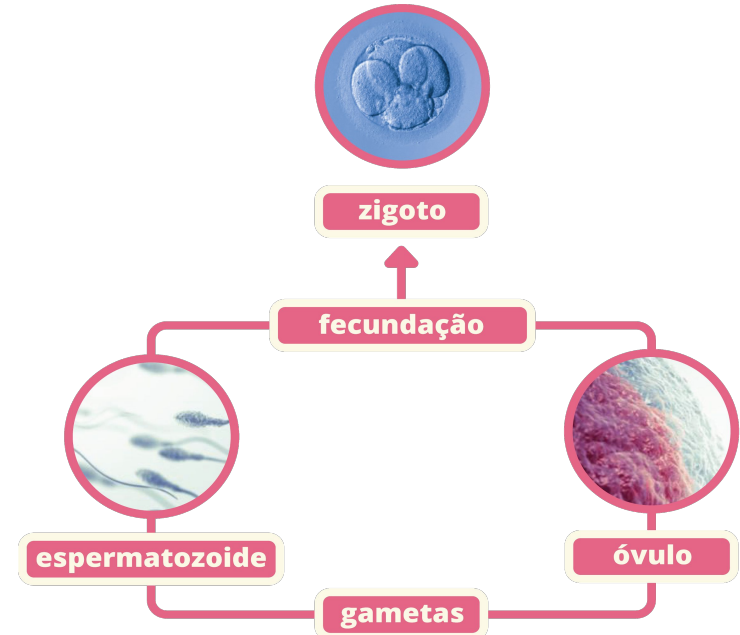 zigoto
fecundação
espermatozoide
óvulo
gametas